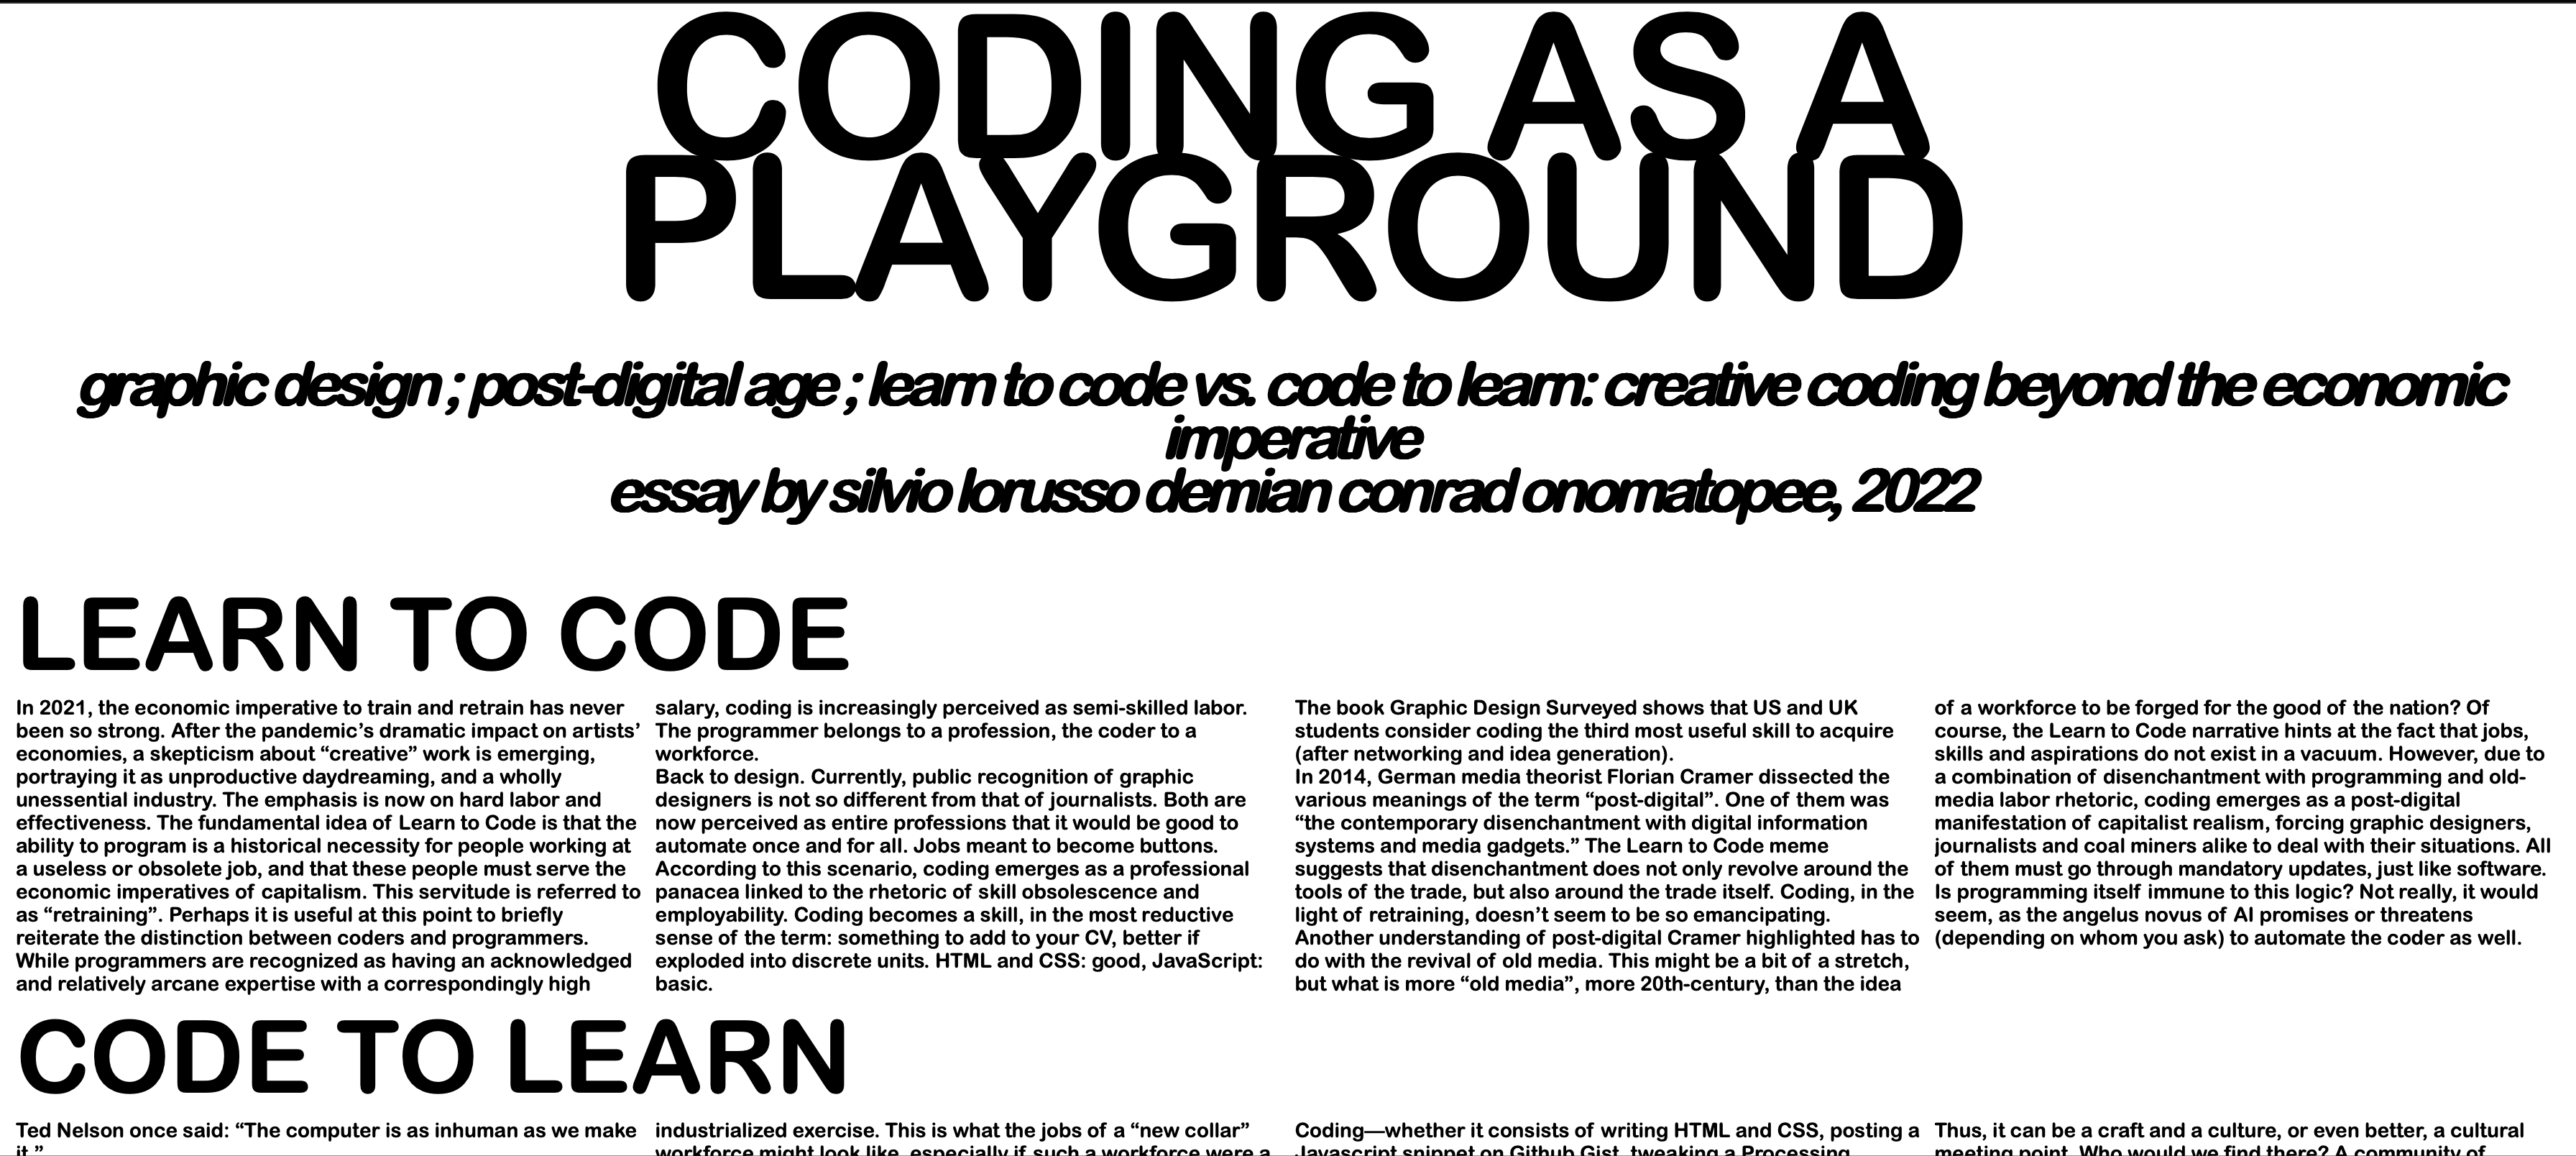 CODING AS A
PLAYGROUND
graphic design ; post-digital age ; learn to code vs. code to learn: creative coding beyond the economic
imperative
essay by silvio lorusso demian conrad onomatopee, 2022
LEARN TO CODE
In 2021, the economic imperative to train and retrain has never
been so strong. After the pandemic’s dramatic impact on artists’
economies, a skepticism about “creative” work is emerging,
portraying it as unproductive daydreaming, and a wholly
unessential industry. The emphasis is now on hard labor and
effectiveness. The fundamental idea of Learn to Code is that the
ability to program is a historical necessity for people working at
a useless or obsolete job, and that these people must serve the
economic imperatives of capitalism. This servitude is referred to
as “retraining”. Perhaps it is useful at this point to briefly
reiterate the distinction between coders and programmers.
While programmers are recognized as having an acknowledged
and relatively arcane expertise with a correspondingly high
salary, coding is increasingly perceived as semi-skilled labor.
The programmer belongs to a profession, the coder to a
workforce.
Back to design. Currently, public recognition of graphic
designers is not so different from that of journalists. Both are
now perceived as entire professions that it would be good to
automate once and for all. Jobs meant to become buttons.
According to this scenario, coding emerges as a professional
panacea linked to the rhetoric of skill obsolescence and
employability. Coding becomes a skill, in the most reductive
sense of the term: something to add to your CV, better if
exploded into discrete units. HTML and CSS: good, JavaScript:
basic.
The book Graphic Design Surveyed shows that US and UK
students consider coding the third most useful skill to acquire
(after networking and idea generation).
In 2014, German media theorist Florian Cramer dissected the
various meanings of the term “post-digital”. One of them was
“the contemporary disenchantment with digital information
systems and media gadgets.” The Learn to Code meme
suggests that disenchantment does not only revolve around the
tools of the trade, but also around the trade itself. Coding, in the
light of retraining, doesn’t seem to be so emancipating.
Another understanding of post-digital Cramer highlighted has to
do with the revival of old media. This might be a bit of a stretch,
but what is more “old media”, more 20th-century, than the idea
of a workforce to be forged for the good of the nation? Of
course, the Learn to Code narrative hints at the fact that jobs,
skills and aspirations do not exist in a vacuum. However, due to
a combination of disenchantment with programming and old-
media labor rhetoric, coding emerges as a post-digital
manifestation of capitalist realism, forcing graphic designers,
journalists and coal miners alike to deal with their situations. All
of them must go through mandatory updates, just like software.
Is programming itself immune to this logic? Not really, it would
seem, as the angelus novus of AI promises or threatens
(depending on whom you ask) to automate the coder as well.
CODE TO LEARN
Ted Nelson once said: “The computer is as inhuman as we make
it.”
industrialized exercise. This is what the jobs of a “new collar”
workforce might look like, especially if such a workforce were a
Coding—whether it consists of writing HTML and CSS, posting a
Javascript snippet on Github Gist, tweaking a Processing
Thus, it can be a craft and a culture, or even better, a cultural
meeting point. Who would we find there? A community of